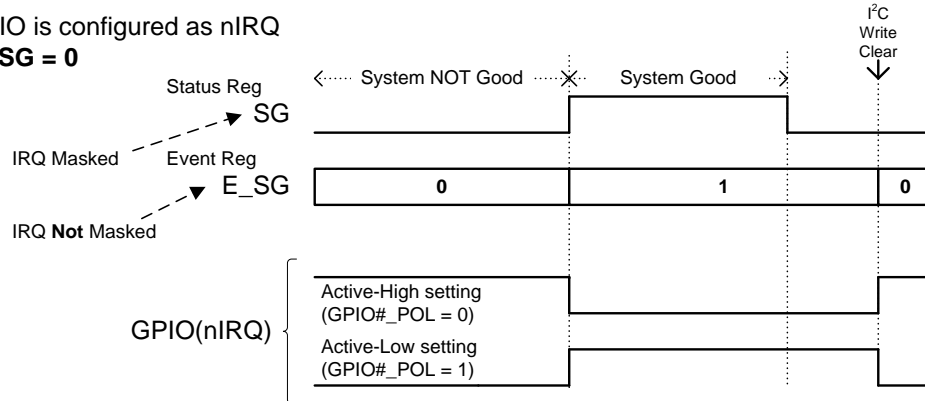 IO is configured as nIRQ
SG = 0
I²C
Write
Clear
System NOT Good
System Good
Status Reg
SG
IRQ Masked
Event Reg
E_SG
0
1
0
IRQ Not Masked
GPIO(nIRQ)
Active-High setting
(GPIO#_POL = 0)
Active-Low setting
(GPIO#_POL = 1)